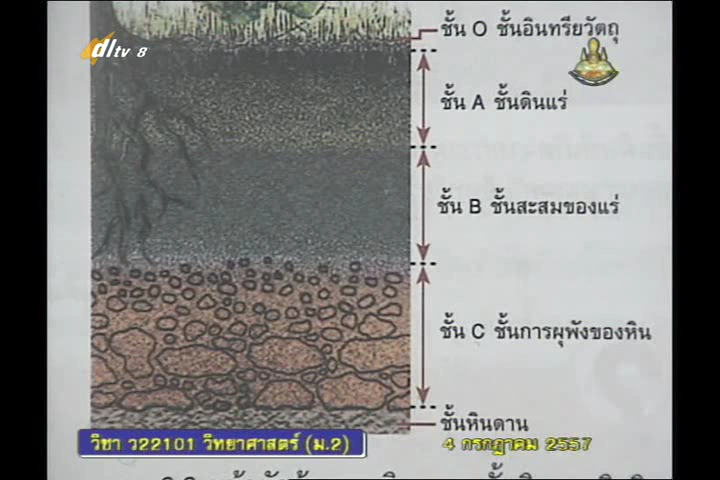 dltv 8
ชั้น O ชั้นอินทรียวัตถุ
ชั้น A ชั้นดินแร่
ชั้น B ชั้นสะสมของแร่
ชั้น C ชั้นการผุพังของหิน
ชั้นหินดาน
วิชา ว22101 วิทยาศาสตร์ (ม.2)
4 กรกฎาคม 2557